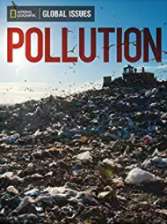 NATIONAL
GEOGRAPHIC
GLOBAL ISSUES
POLLUTION